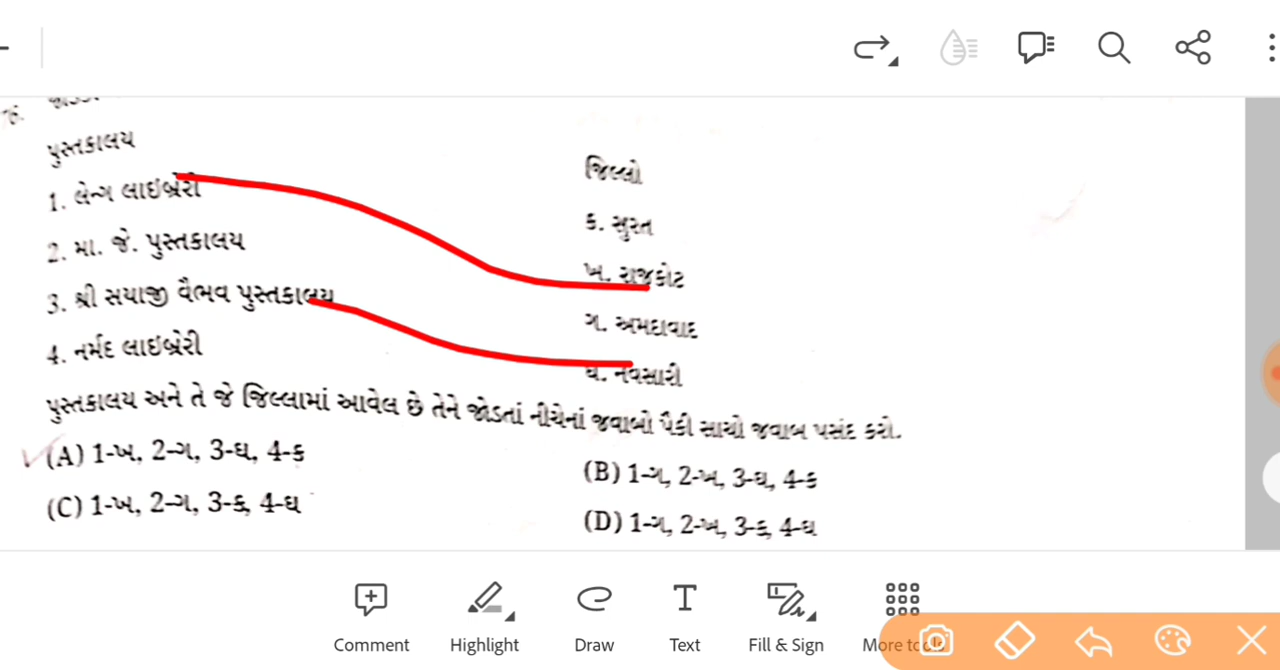 76.
પુસ્તકાલય
જિલ્લો
1. લેન્ગ લાઇબ્રેરી
ક. સુરત
2. મા. જે. પુસ્તકાલય
ખ. રાજકોટ
3. શ્રી સયાજી વૈભવ પુસ્તકાલય
ગ. અમદાવાદ
4. નર્મદ લાઇબ્રેરી
ઘ. નવસારી
પુસ્તકાલય અને તે જે જિલ્લામાં આવેલ છે તેને જોડતાં નીચેનાં જવાબો પૈકી સાચો જવાબ પસંદ કરો.
(A) 1-ખ, 2-ગ, 3-ઘ, 4-ક
(B) 1-ગ, 2-ખ, 3-ઘ, 4-ક
(C) 1-ખ, 2-ગ, 3-ક, 4-ઘ
(D) 1-ગ, 2-ખ, 3-ક, 4-ઘ
Comment Highlight Draw Text Fill & Sign More tools